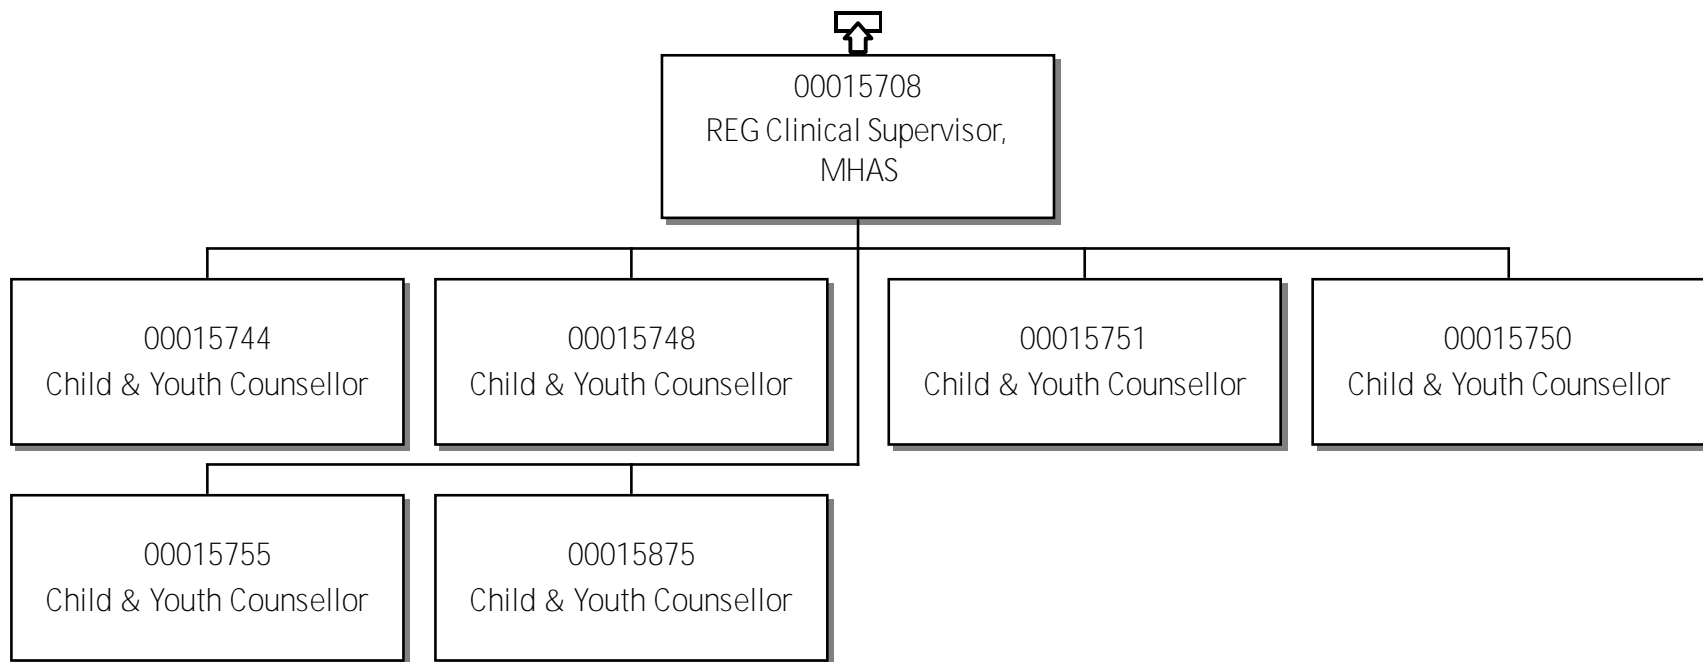 00015708
REG Clinical Supervisor,
MHAS
00015744
Child & Youth Counsellor
00015748
Child & Youth Counsellor
00015751
Child & Youth Counsellor
00015750
Child & Youth Counsellor
00015755
Child & Youth Counsellor
00015875
Child & Youth Counsellor